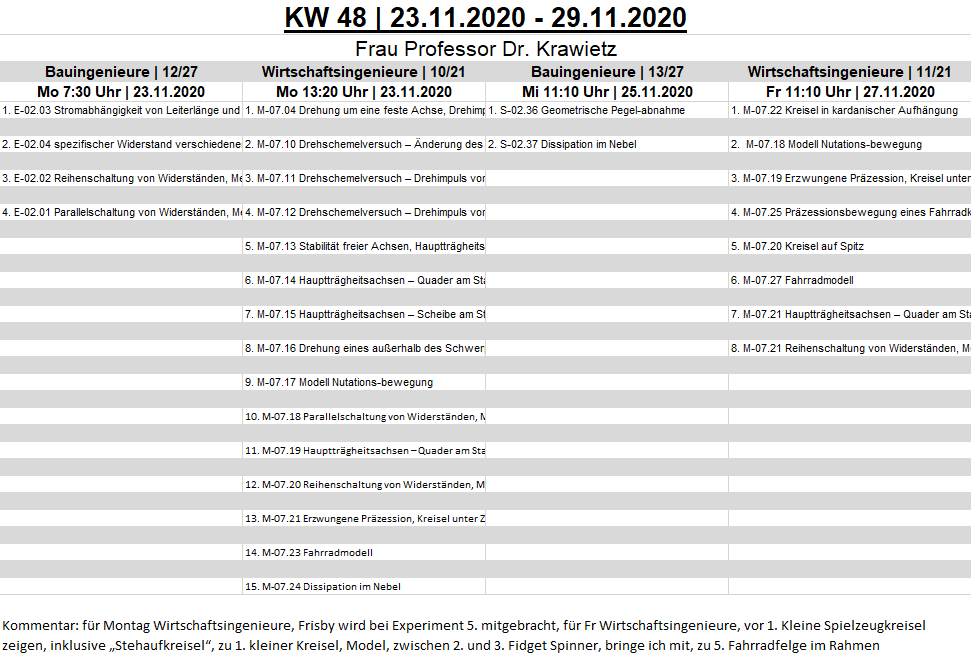 KW 48 | 23.11.2020 - 29.11.2020
Frau Professor Dr. Krawietz
Bauingenieure | 12/27 Wirtschaftsingenieure | 10/21 Bauingenieure | 13/27 Wirtschaftsingenieure | 11/21
Mo 7:30 Uhr | 23.11.2020 Mo 13:20 Uhr | 23.11.2020 Mi 11:10 Uhr | 25.11.2020 Fr 11:10 Uhr | 27.11.2020
1. E-02.03 Stromabhängigkeit von Leiterlänge und 1. M-07.04 Drehung um eine feste Achse, Drehimp 1. S-02.36 Geometrische Pegel-abnahme 1. M-07.22 Kreisel in kardanischer Aufhängung
2. E-02.04 spezifischer Widerstand verschiedene 2. M-07.10 Drehschemelversuch – Änderung des 2. S-02.37 Dissipation im Nebel 2. M-07.18 Modell Nutations-bewegung
3. E-02.02 Reihenschaltung von Widerständen, Me 3. M-07.11 Drehschemelversuch – Drehimpuls vor 3. M-07.19 Erzwungene Präzession, Kreisel unter
4. E-02.01 Parallelschaltung von Widerständen, Me 4. M-07.12 Drehschemelversuch – Drehimpuls vor 4. M-07.25 Präzessionsbewegung eines Fahrradk
5. M-07.13 Stabilität freier Achsen, Hauptträgheits 5. M-07.20 Kreisel auf Spitz
6. M-07.14 Hauptträgheitsachsen – Quader am Sta 6. M-07.27 Fahrradmodell
7. M-07.15 Hauptträgheitsachsen – Scheibe am St 7. M-07.21 Hauptträgheitsachsen – Quader am Sta
8. M-07.16 Drehung eines außerhalb des Schwer 8. M-07.21 Reihenschaltung von Widerständen, Me
9. M-07.17 Modell Nutations-bewegung
10. M-07.18 Parallelschaltung von Widerständen, M
11. M-07.19 Hauptträgheitsachsen – Quader am Sta
12. M-07.20 Reihenschaltung von Widerständen, M
13. M-07.21 Erzwungene Präzession, Kreisel unter Z
14. M-07.23 Fahrradmodell
15. M-07.24 Dissipation im Nebel
Kommentar: für Montag Wirtschaftsingenieure, Frisby wird bei Experiment 5. mitgebracht, für Fr Wirtschaftsingenieure, vor 1. Kleine Spielzeugkreisel
zeigen, inklusive „Stehaufkreisel“, zu 1. kleiner Kreisel, Model, zwischen 2. und 3. Fidget Spinner, bringe ich mit, zu 5. Fahrradfelge im Rahmen